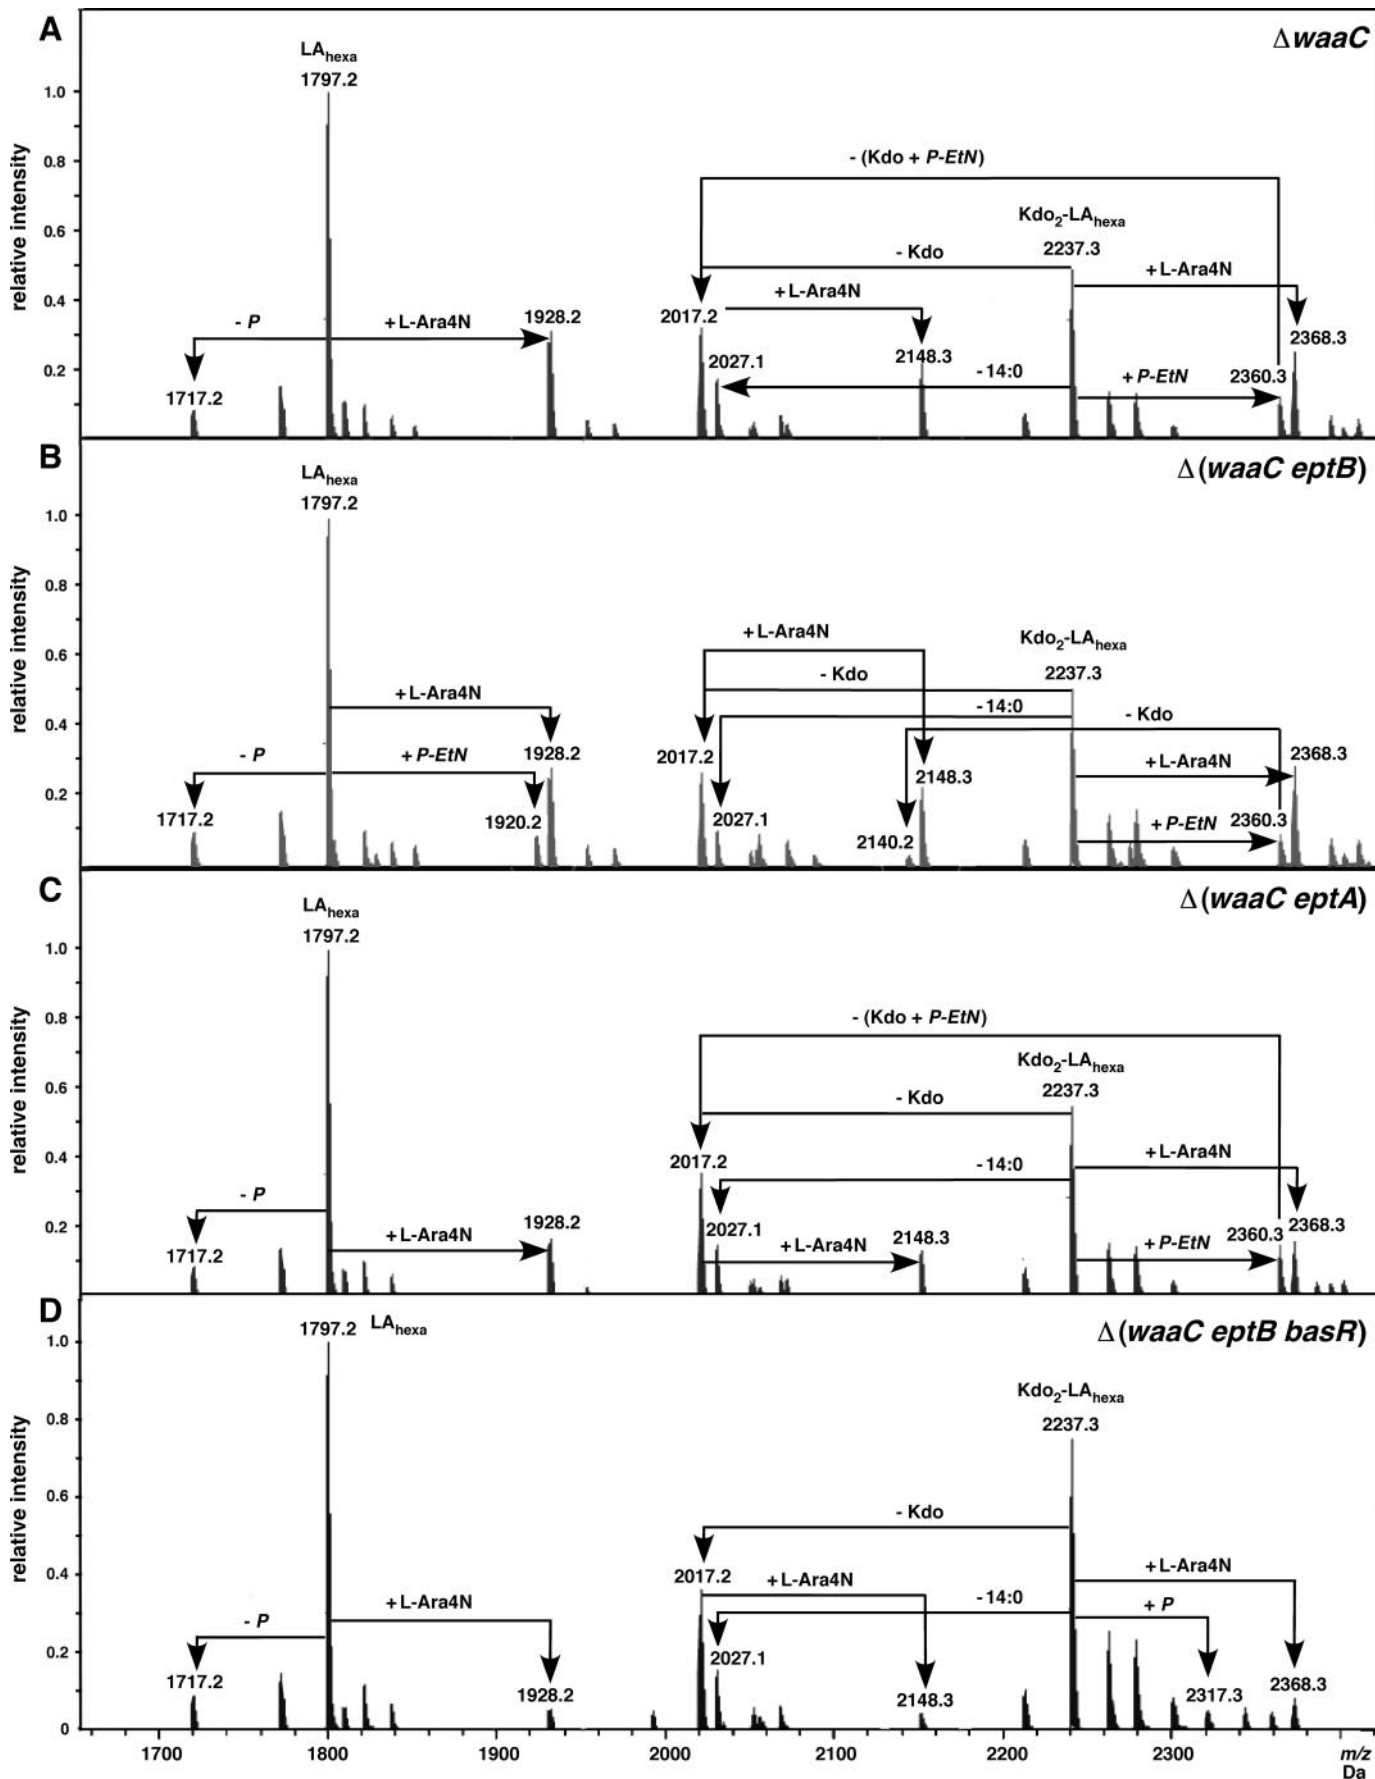 A
ΔwaaC
LAhexa
1797.2
1.0
0.8
0.6
0.4
0.2
relative intensity
- (Kdo + P-EtN)
Kdo2-LAhexa
2237.3
- Kdo
+L-Ara4N
+L-Ara4N
- P
+L-Ara4N
1928.2
2017.2
2027.1
2148.3
2368.3
-14:0
+P-EtN
2360.3
1717.2
B
Δ(waaC eptB)
LAhexa
1797.2
1.0
0.8
0.6
0.4
0.2
relative intensity
+L-Ara4N
Kdo2-LAhexa
2237.3
- Kdo
+L-Ara4N
-14:0
- Kdo
- P
+P-EtN
1928.2
2017.2
2148.3
+L-Ara4N
2368.3
1717.2
1920.2
2027.1
2140.2
+P-EtN
2360.3
C
Δ(waaC eptA)
LAhexa
1797.2
1.0
0.8
0.6
0.4
0.2
relative intensity
- (Kdo + P-EtN)
Kdo2-LAhexa
2237.3
- Kdo
2017.2
-14:0
+L-Ara4N
- P
+L-Ara4N
1928.2
1717.2
2027.1
+L-Ara4N
2148.3
+P-EtN
2360.3
2368.3
D
Δ(waaC eptB basR)
1797.2 LAhexa
1.0
0.8
0.6
0.4
0.2
0
relative intensity
Kdo2-LAhexa
2237.3
- Kdo
2017.2
+L-Ara4N
-14:0
+L-Ara4N
+ P
- P
+L-Ara4N
1717.2
1928.2
2027.1
2148.3
2317.3
2368.3
1700 1800 1900 2000 2100 2200 2300 m/z
Da